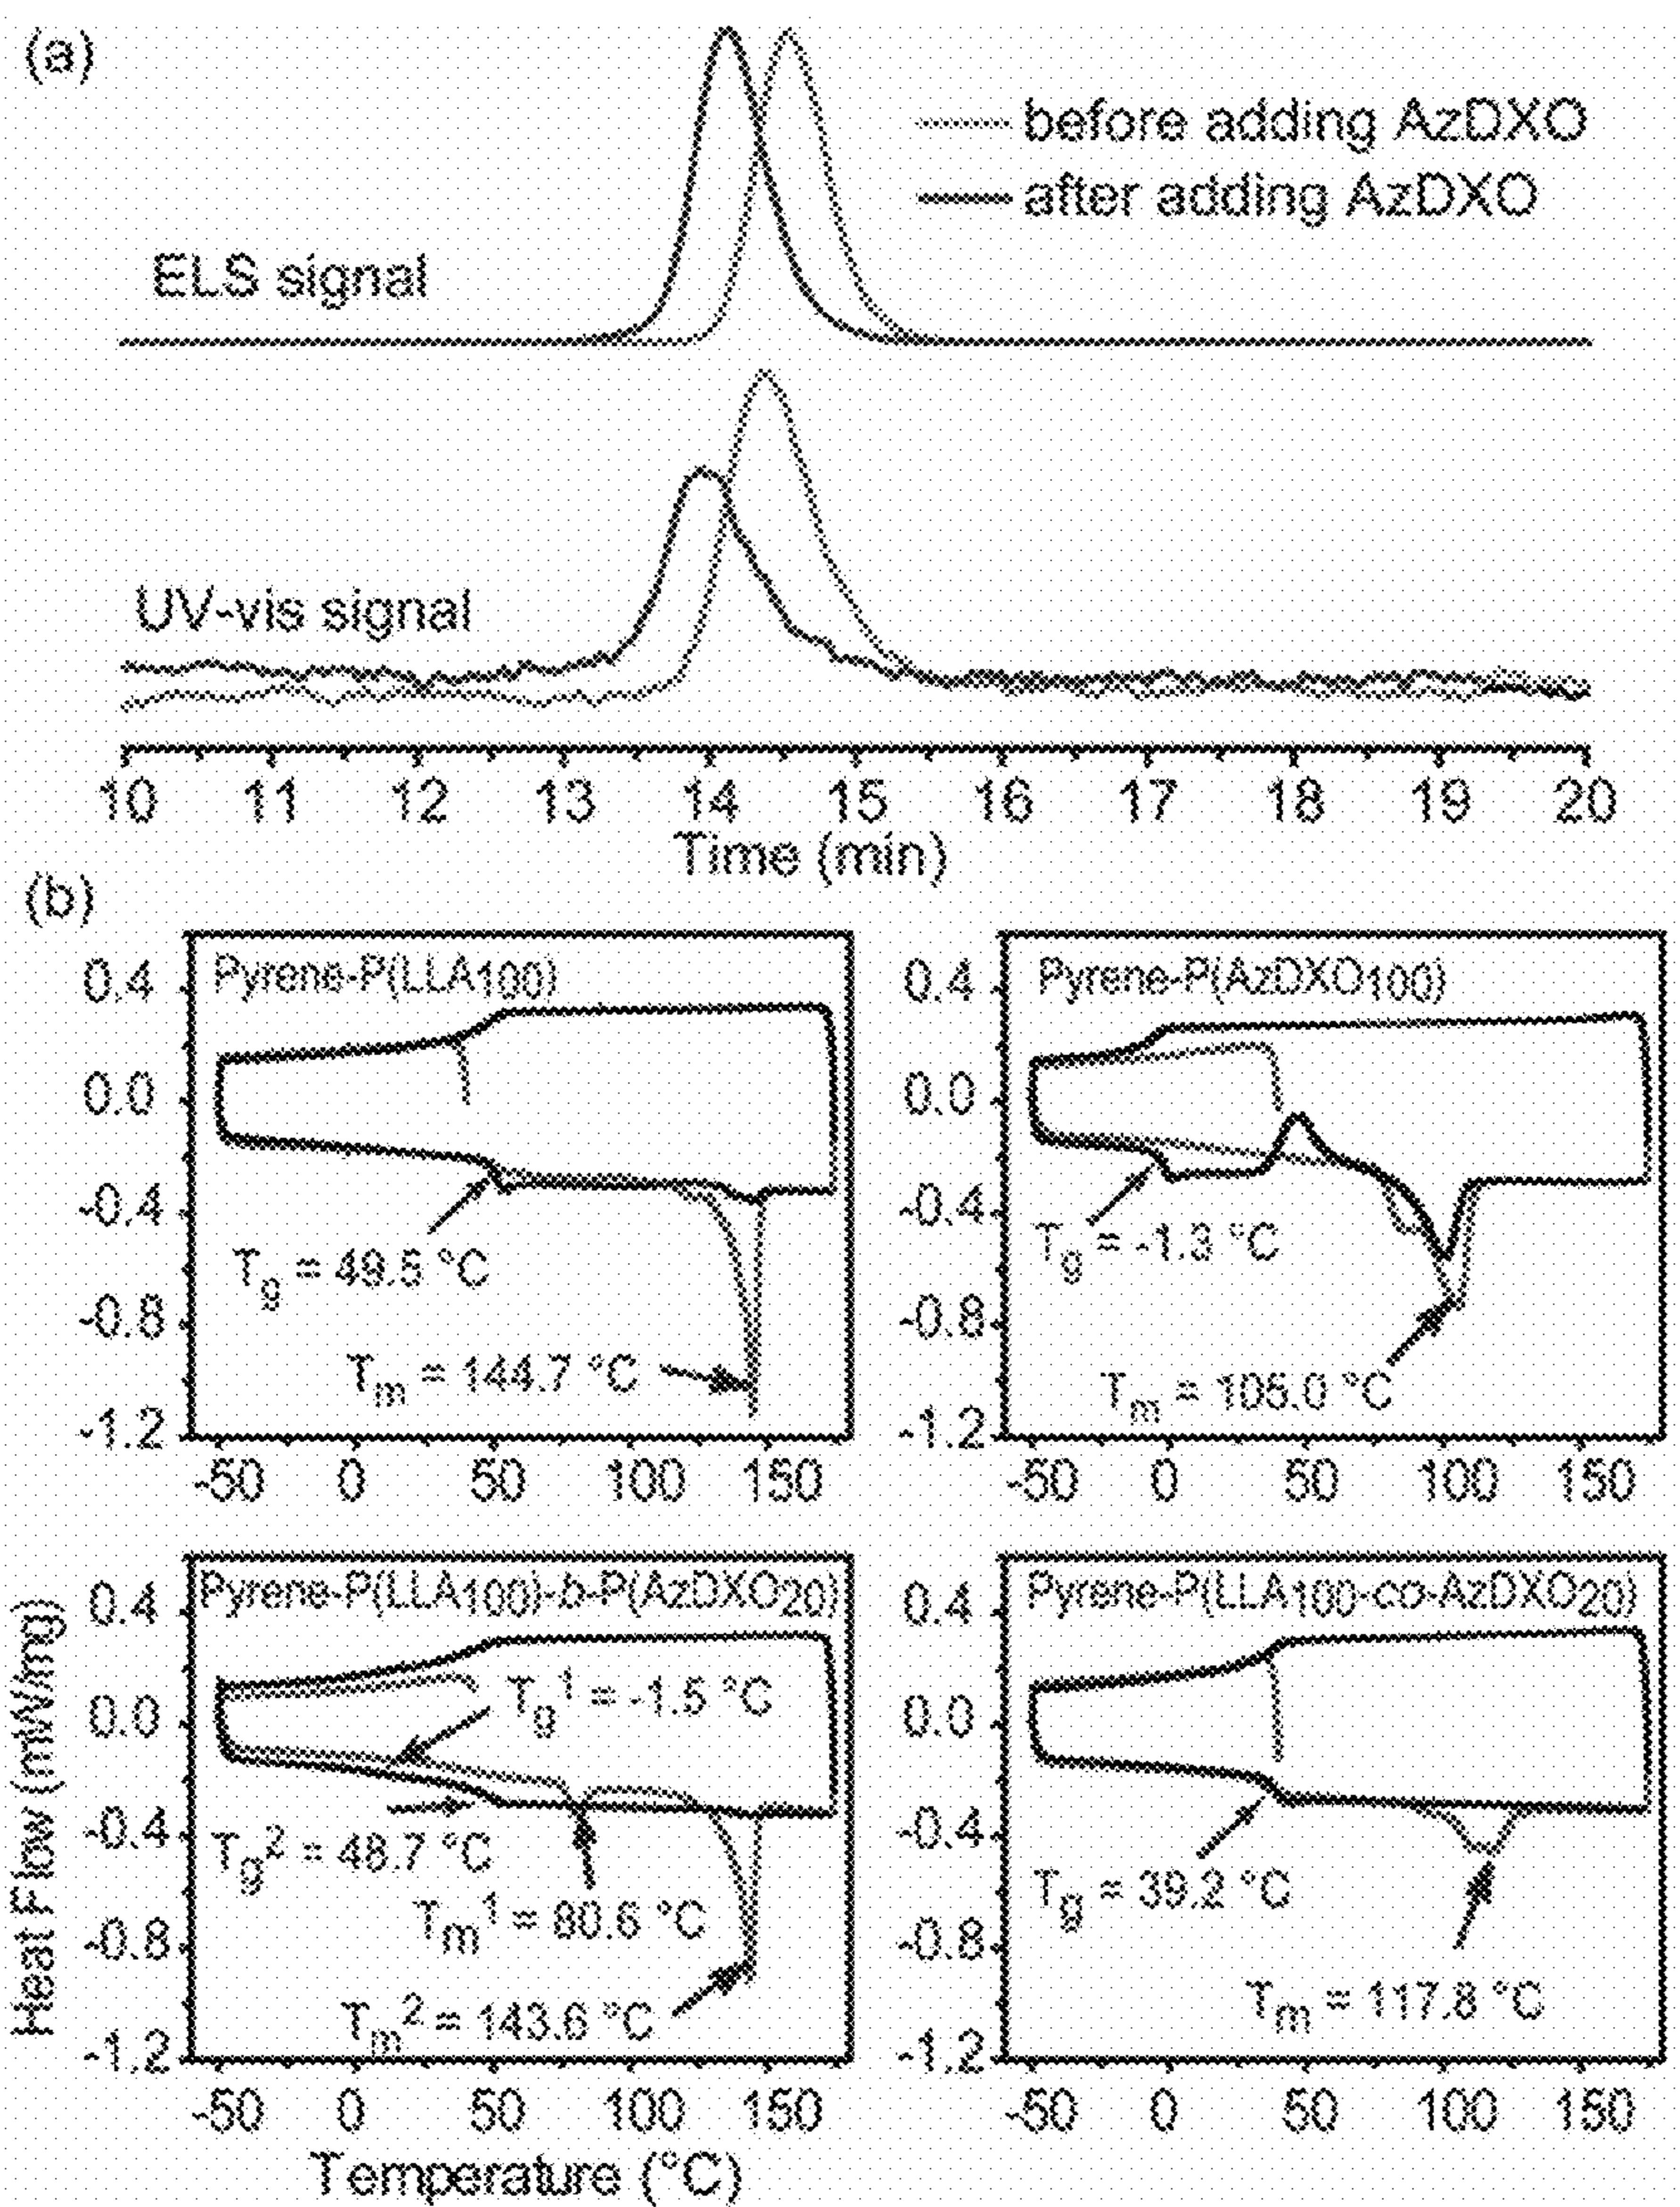 (a)
before adding AzDXO
after adding AzDXO
ELS signal
UV-vis signal
10 11 12 13 14 15 16 17 18 19 20
Time (min)
(b)
Pyrene-P(LLA100)
0.4
0.0
-0.4
-0.8
-1.2
Tg = 49.5 °C
Tm = 144.7 °C
-50 0 50 100 150
Pyrene-P(AzDXO100)
0.4
0.0
-0.4
-0.8
-1.2
Tg = -1.3 °C
Tm = 105.0 °C
-50 0 50 100 150
Pyrene-P(LLA100)-b-P(AzDXO20)
0.4
0.0
-0.4
-0.8
-1.2
Tg1 = -1.5 °C
Tg2 = 48.7 °C
Tm1 = 80.6 °C
Tm2 = 143.6 °C
-50 0 50 100 150
Pyrene-P(LLA100-co-AzDXO20)
0.4
0.0
-0.4
-0.8
-1.2
Tg = 39.2 °C
Tm = 117.8 °C
-50 0 50 100 150
Heat Flow (mW/mg)
Temperature (°C)